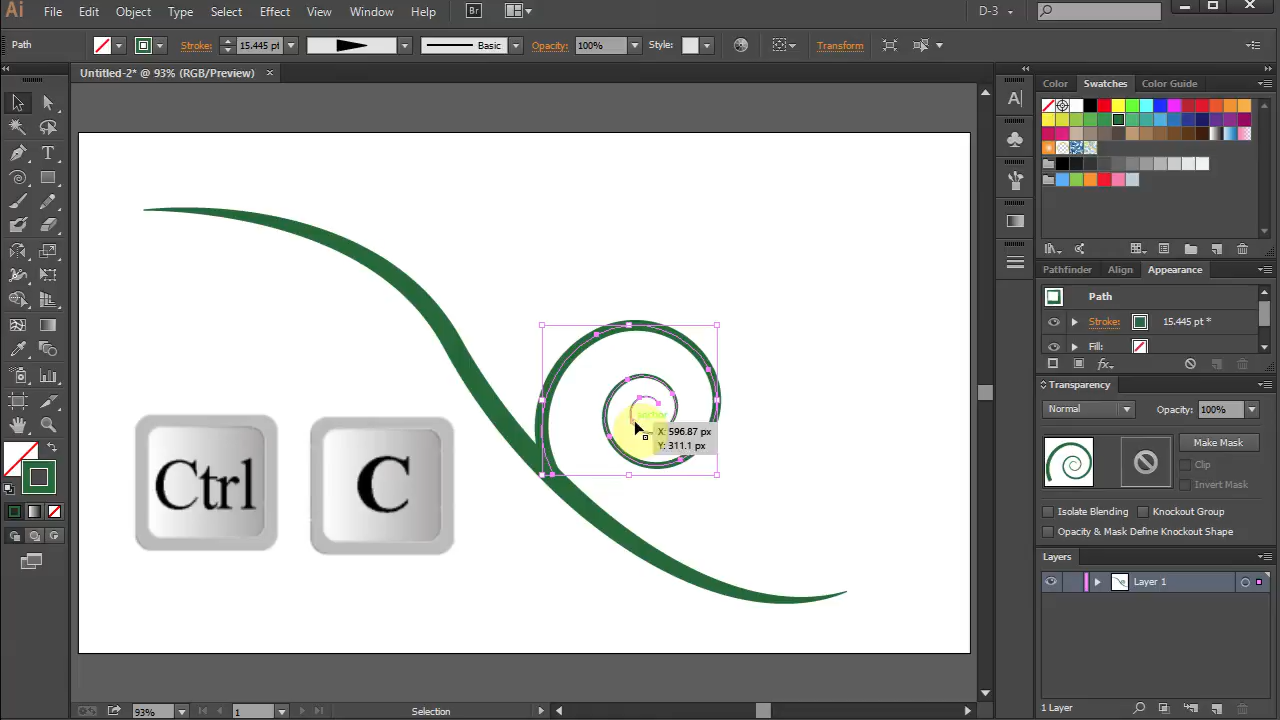 Ai File Edit Object Type Select Effect View Window Help Br D-3
Path Stroke: 15.445 pt Basic Opacity: 100% Style: Transform
Untitled-2* @ 93% (RGB/Preview) ×
Color Swatches Color Guide
Pathfinder Align Appearance
Path
Stroke: 15.445 pt *
Fill:
fx
Transparency
Normal Opacity: 100%
Make Mask
Clip
Invert Mask
Isolate Blending Knockout Group
Opacity & Mask Define Knockout Shape
Layers
Layer 1
1 Layer
anchor
X: 596.87 px
Y: 311.1 px
Ctrl C
93% 1 Selection